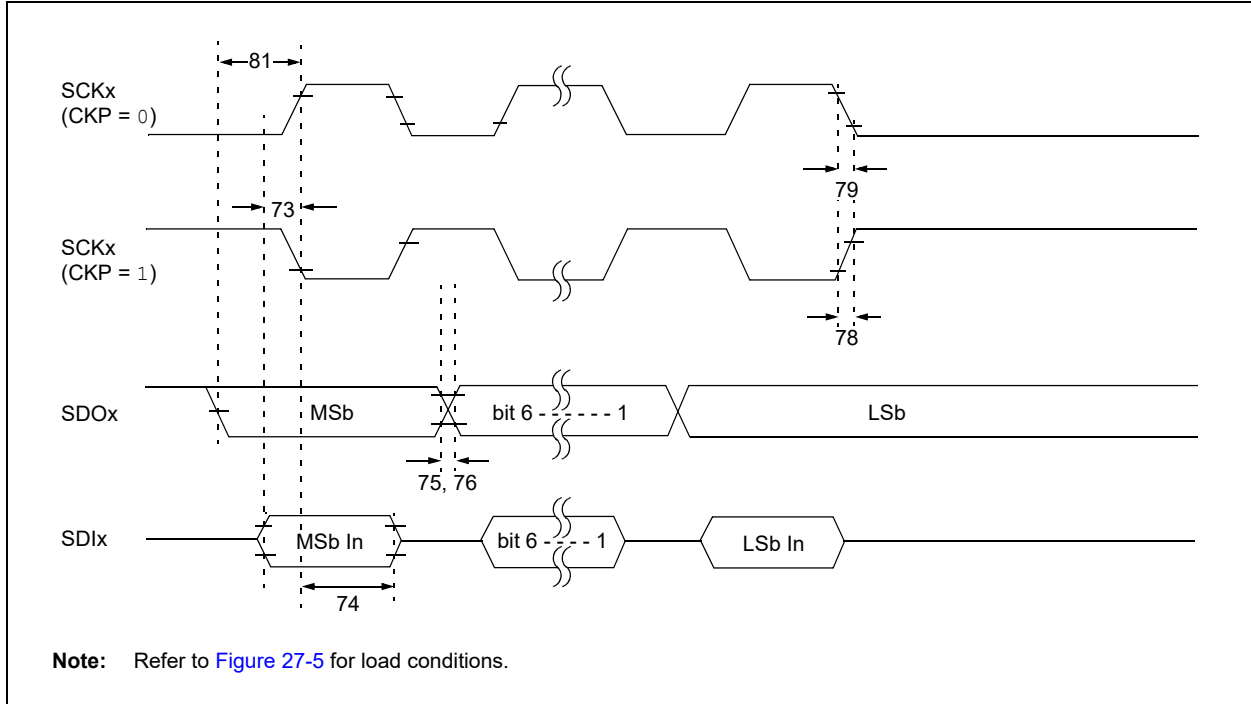 81
SCKx
(CKP = 0)
79
73
SCKx
(CKP = 1)
78
SDOx
MSb
bit 6 - - - - - - 1
LSb
75, 76
SDIx
MSb In
bit 6 - - - - 1
LSb In
74
Note: Refer to Figure 27-5 for load conditions.